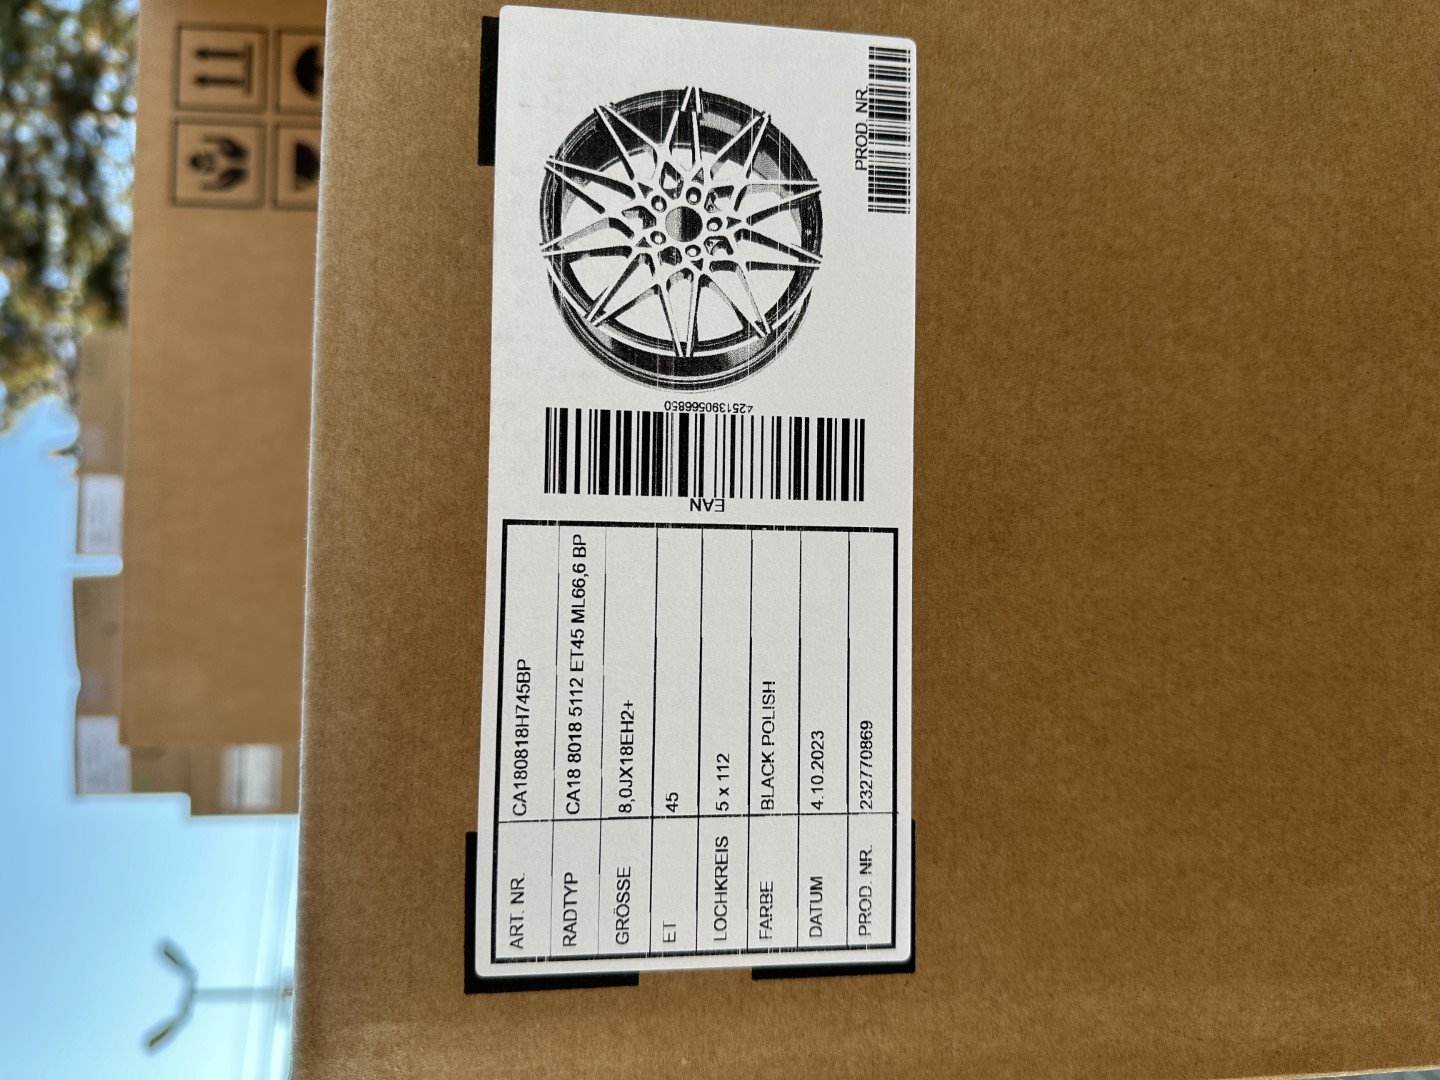 ART. NR. CA180818H745BP
RADTYP CA18 8018 5112 ET45 ML66,6 BP
GRÖSSE 8,0JX18EH2+
ET 45
LOCHKREIS 5 x 112
FARBE BLACK POLISH
DATUM 4.10.2023
PROD. NR. 232770869
EAN
4251390566850
PROD. NR.